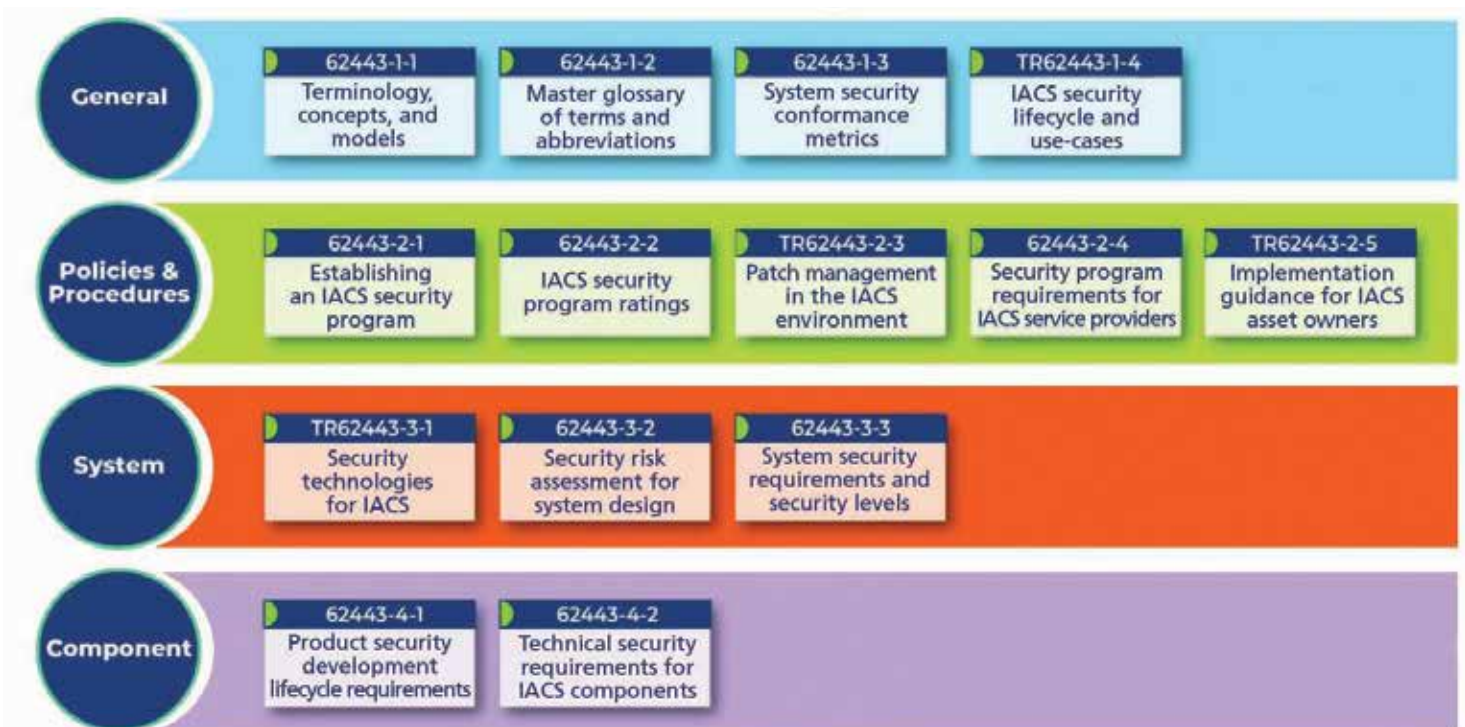 General
62443-1-1
Terminology,
concepts, and
models
62443-1-2
Master glossary
of terms and
abbreviations
62443-1-3
System security
conformance
metrics
TR62443-1-4
IACS security
lifecycle and
use-cases
Policies &
Procedures
62443-2-1
Establishing
an IACS security
program
62443-2-2
IACS security
program ratings
TR62443-2-3
Patch management
in the IACS
environment
62443-2-4
Security program
requirements for
IACS service providers
TR62443-2-5
Implementation
guidance for IACS
asset owners
System
TR62443-3-1
Security
technologies
for IACS
62443-3-2
Security risk
assessment for
system design
62443-3-3
System security
requirements and
security levels
Component
62443-4-1
Product security
development
lifecycle requirements
62443-4-2
Technical security
requirements for
IACS components